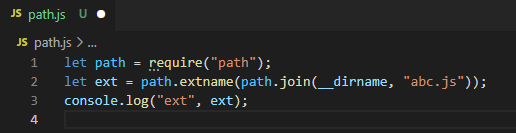 JS path.js U
JS path.js > ...
1 let path = require("path");
2 let ext = path.extname(path.join(__dirname, "abc.js"));
3 console.log("ext", ext);
4